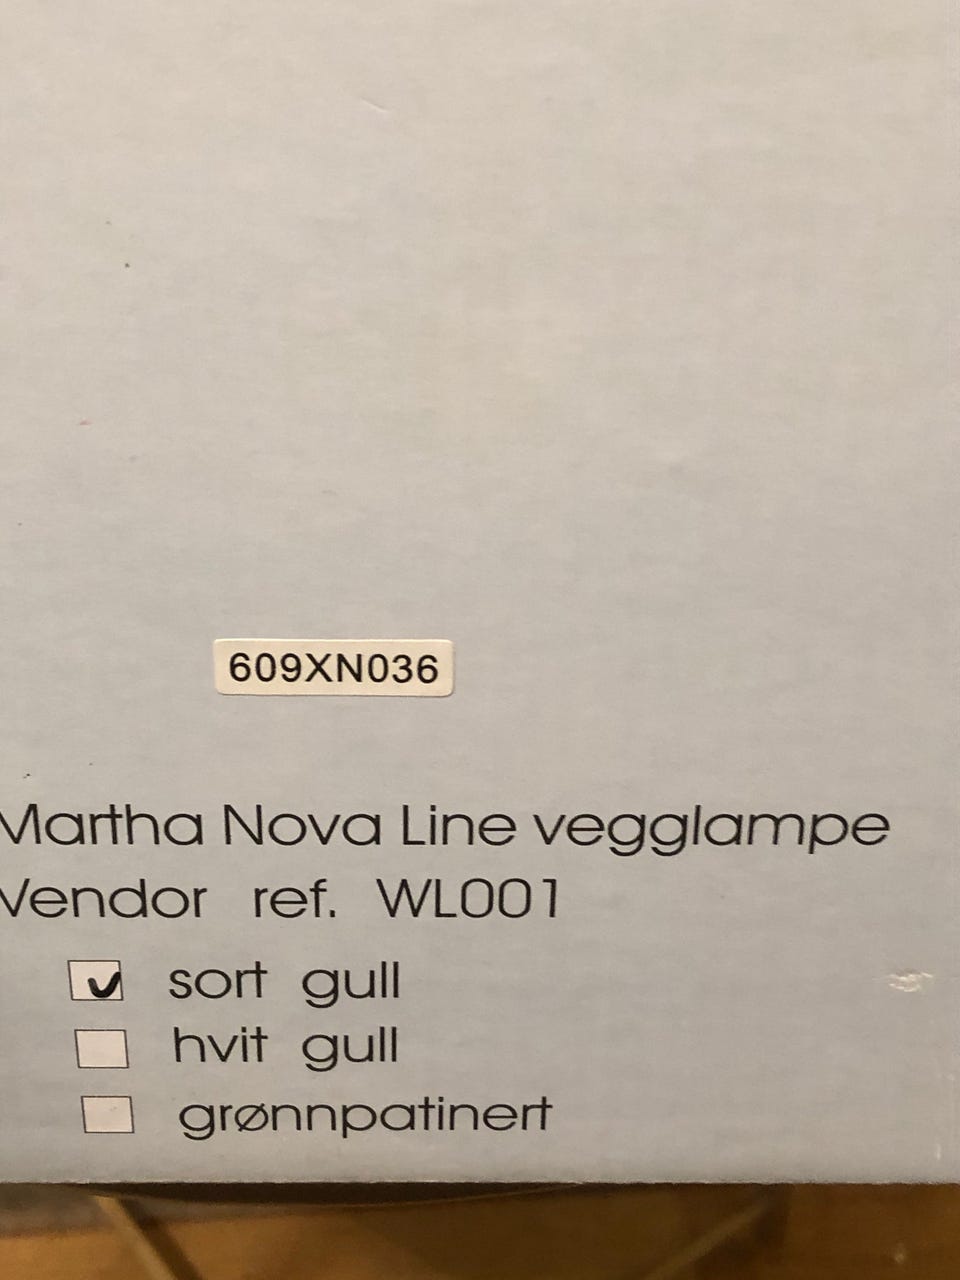 609XN036
Martha Nova Line vegglampe
Vendor ref. WL001
sort gull
hvit gull
grønnpatinert